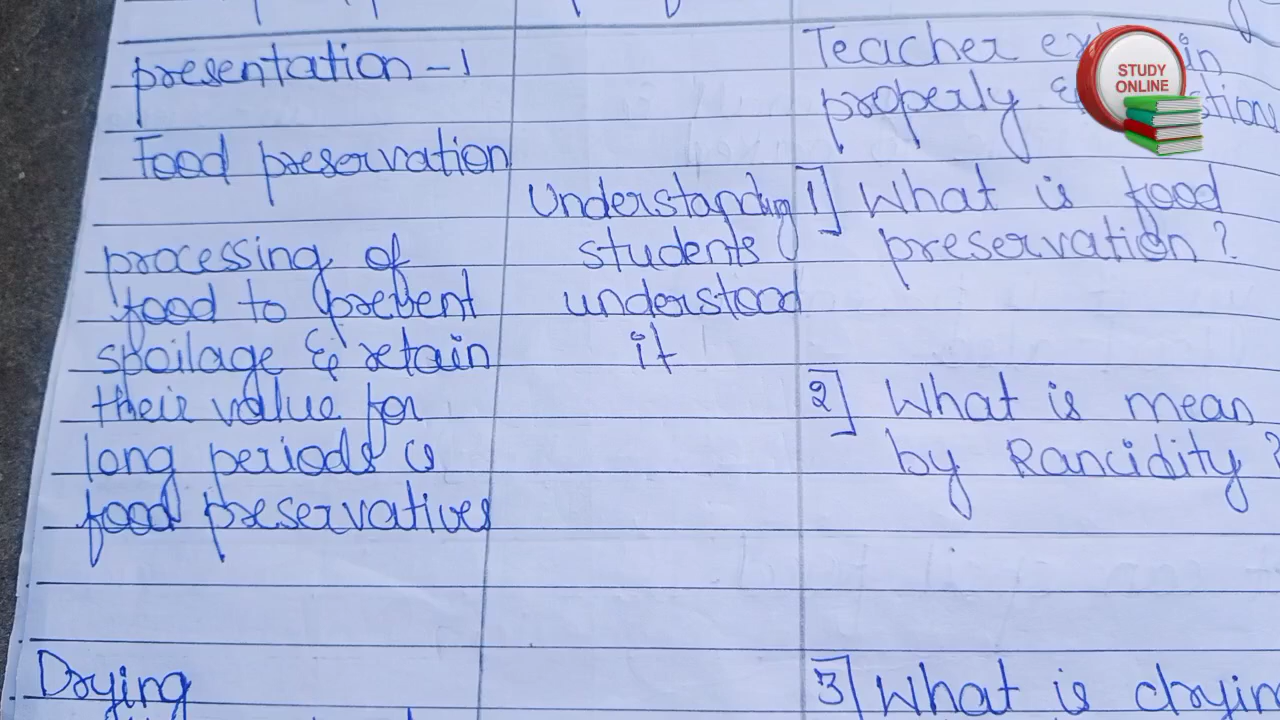 presentation - 1
Food preservation
processing of
food to prevent
spoilage & retain
their value for
long periods is
food preservatives
Drying
Understanding
students
understood
it
Teacher
properly &
1] What is food
preservation?
2] What is mean
by Rancidity?
3] What is
STUDY
ONLINE